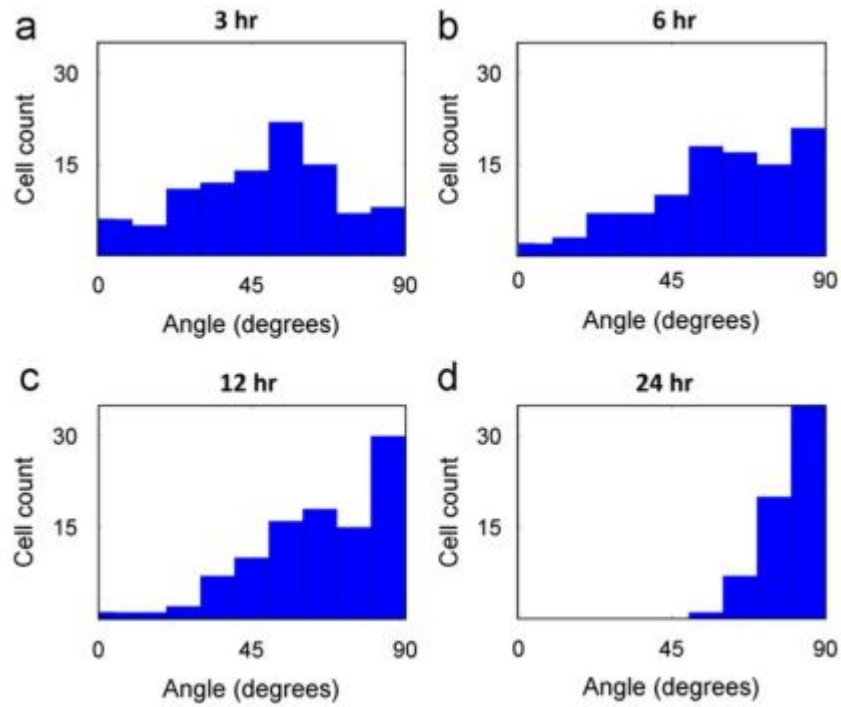 a
3 hr
Cell count
30
15
0 45 90
Angle (degrees)
b
6 hr
Cell count
30
15
0 45 90
Angle (degrees)
c
12 hr
Cell count
30
15
0 45 90
Angle (degrees)
d
24 hr
Cell count
30
15
0 45 90
Angle (degrees)